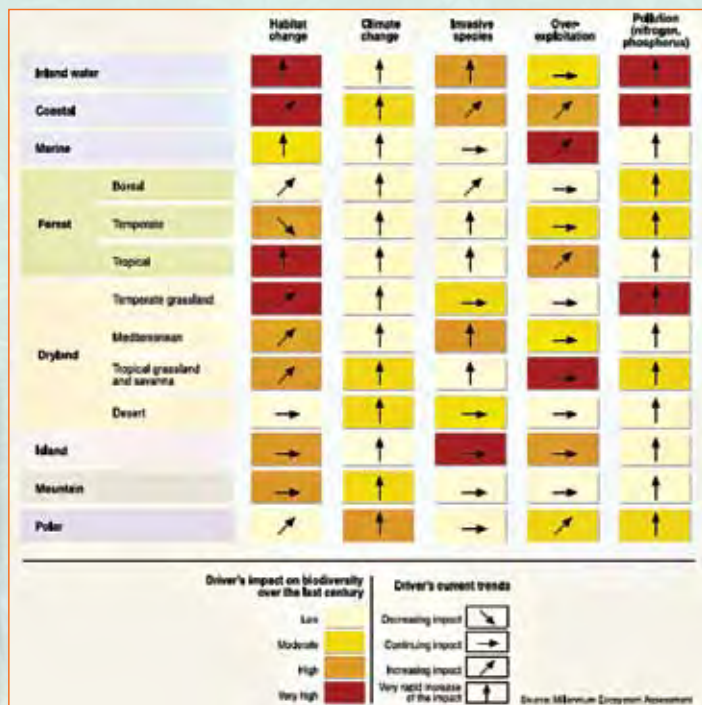 Habitat
change
Climate
change
Invasive
species
Over-
exploitation
Pollution
(nitrogen,
phosphorus)
Inland water
Coastal
Marine
Forest
Boreal
Temperate
Tropical
Dryland
Temperate grassland
Mediterranean
Tropical grassland
and savanna
Desert
Island
Mountain
Polar
Driver's impact on biodiversity
over the last century
Low
Moderate
High
Very high
Driver's current trends
Decreasing impact
Continuing impact
Increasing impact
Very rapid increase
of the impact
Source: Millennium Ecosystem Assessment